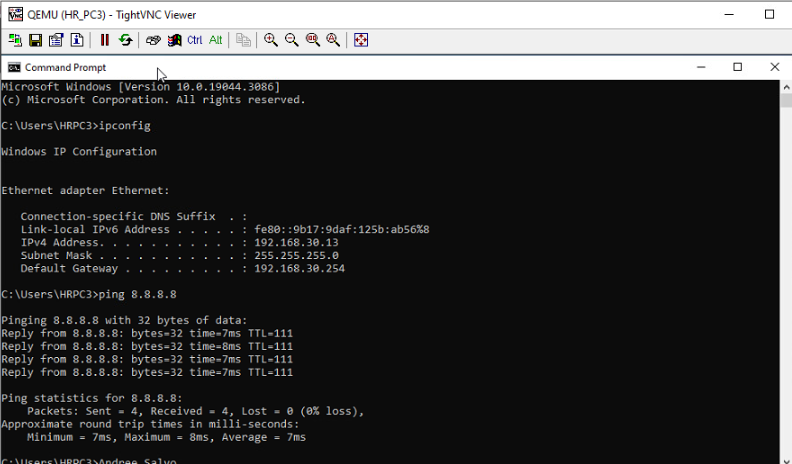 QEMU (HR_PC3) - TightVNC Viewer
Ctrl Alt
Command Prompt
Microsoft Windows [Version 10.0.19044.3086]
(c) Microsoft Corporation. All rights reserved.
C:\Users\HRPC3>ipconfig
Windows IP Configuration
Ethernet adapter Ethernet:
Connection-specific DNS Suffix  . :
Link-local IPv6 Address . . . . . : fe80::9b17:9daf:125b:ab56%8
IPv4 Address. . . . . . . . . . . : 192.168.30.13
Subnet Mask . . . . . . . . . . . : 255.255.255.0
Default Gateway . . . . . . . . . : 192.168.30.254
C:\Users\HRPC3>ping 8.8.8.8
Pinging 8.8.8.8 with 32 bytes of data:
Reply from 8.8.8.8: bytes=32 time=7ms TTL=111
Reply from 8.8.8.8: bytes=32 time=8ms TTL=111
Reply from 8.8.8.8: bytes=32 time=7ms TTL=111
Reply from 8.8.8.8: bytes=32 time=7ms TTL=111
Ping statistics for 8.8.8.8:
Packets: Sent = 4, Received = 4, Lost = 0 (0% loss),
Approximate round trip times in milli-seconds:
Minimum = 7ms, Maximum = 8ms, Average = 7ms
C:\Users\HRPC3>Andree Salvo